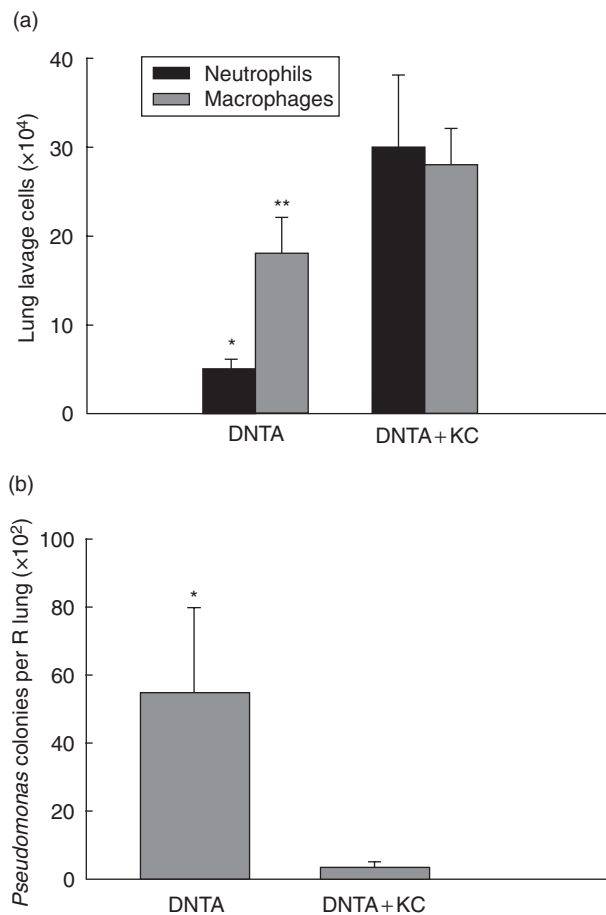 (a)
Neutrophils
Macrophages
Lung lavage cells (×10⁴)
40
30
20
10
0
*
**
DNTA
DNTA+KC
(b)
Pseudomonas colonies per R lung (×10²)
100
80
60
40
20
0
*
DNTA
DNTA+KC